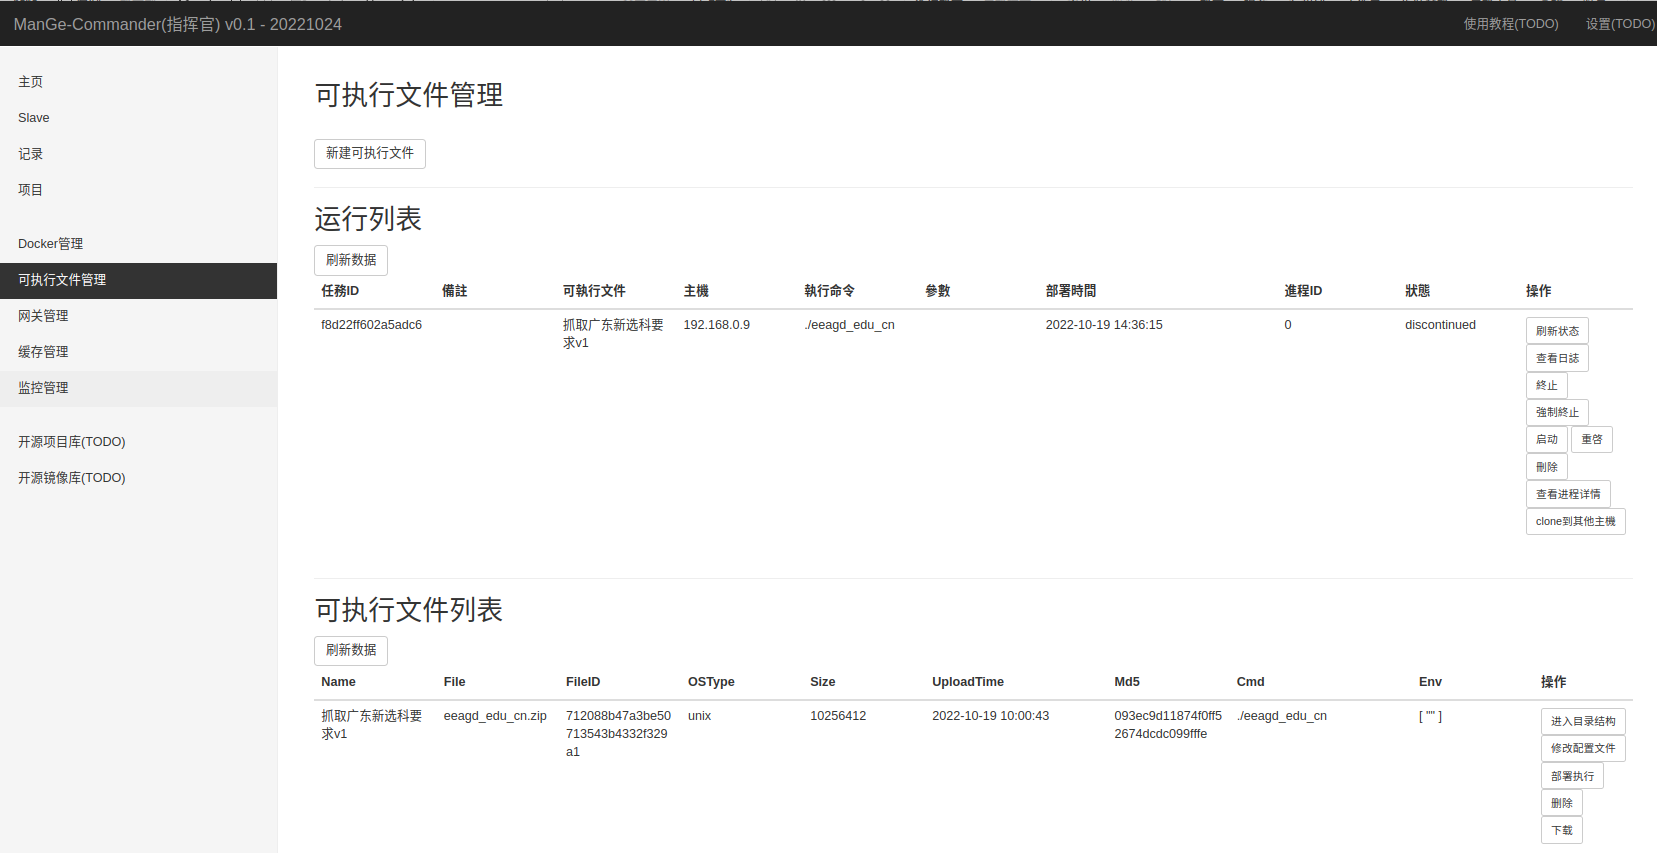 ManGe-Commander(指挥官) v0.1 - 20221024
使用教程(TODO)
设置(TODO)
主页
Slave
记录
项目
Docker管理
可执行文件管理
网关管理
缓存管理
监控管理
开源项目库(TODO)
开源镜像库(TODO)
可执行文件管理
新建可执行文件
运行列表
刷新数据
任務ID 備註 可執行文件 主機 執行命令 參數 部署時間 進程ID 狀態 操作
f8d22ff602a5adc6 抓取广东新选科要 192.168.0.9 ./eeagd_edu_cn 2022-10-19 14:36:15 0 discontinued
求v1
刷新状态
查看日誌
終止
強制終止
启动 重啓
刪除
查看进程详情
clone到其他主機
可执行文件列表
刷新数据
Name File FileID OSType Size UploadTime Md5 Cmd Env 操作
抓取广东新选科要 eeagd_edu_cn.zip 712088b47a3be50 unix 10256412 2022-10-19 10:00:43 093ec9d11874f0ff5 ./eeagd_edu_cn [ "" ]
求v1 713543b4332f329 2674dcdc099fffe
a1
进入目录结构
修改配置文件
部署执行
删除
下载